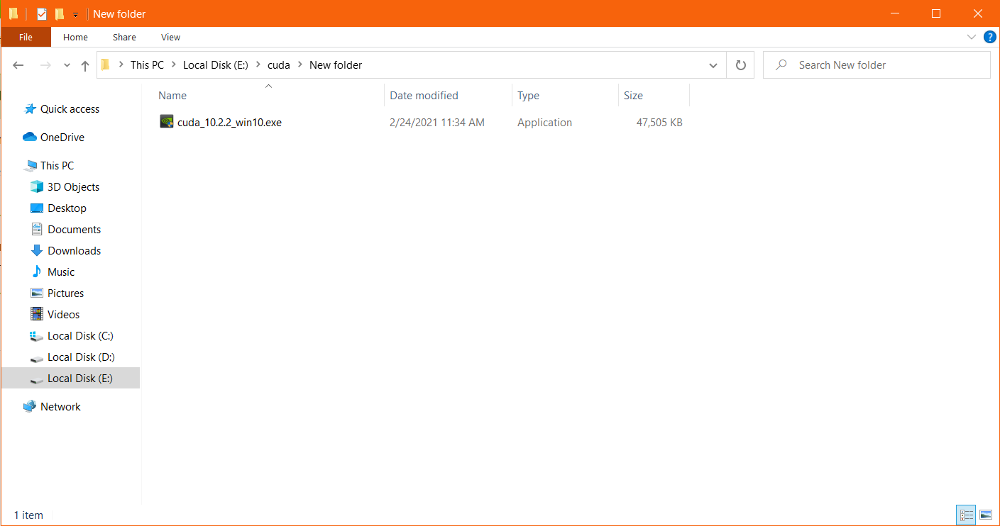 New folder
File Home Share View
This PC Local Disk (E:) cuda New folder Search New folder
Name Date modified Type Size
cuda_10.2.2_win10.exe 2/24/2021 11:34 AM Application 47,505 KB
Quick access
OneDrive
This PC
3D Objects
Desktop
Documents
Downloads
Music
Pictures
Videos
Local Disk (C:)
Local Disk (D:)
Local Disk (E:)
Network
1 item